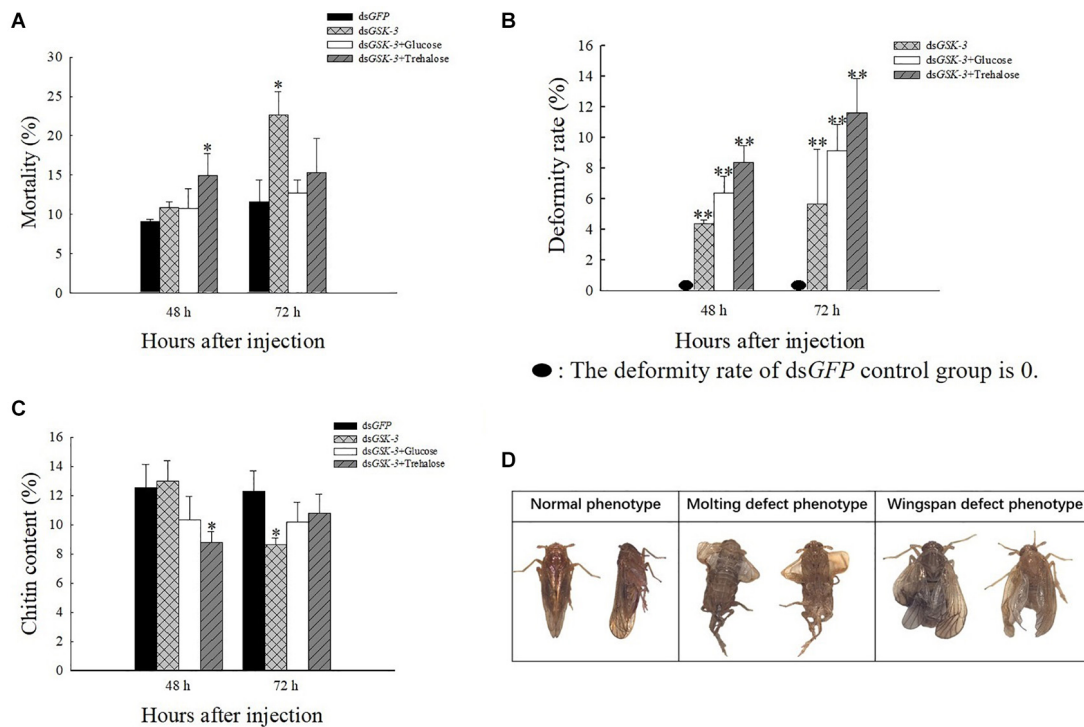 A
dsGFP
dsGSK-3
dsGSK-3+Glucose
dsGSK-3+Trehalose
30
25
20
15
10
5
0
Mortality (%)
*
*
48 h
72 h
Hours after injection
B
dsGSK-3
dsGSK-3+Glucose
dsGSK-3+Trehalose
16
14
12
10
8
6
4
2
0
Deformity rate (%)
**
**
**
**
**
**
48 h
72 h
Hours after injection
: The deformity rate of dsGFP control group is 0.
C
dsGFP
dsGSK-3
dsGSK-3+Glucose
dsGSK-3+Trehalose
16
14
12
10
8
6
4
2
0
Chitin content (%)
*
*
48 h
72 h
Hours after injection
D
Normal phenotype
Molting defect phenotype
Wingspan defect phenotype